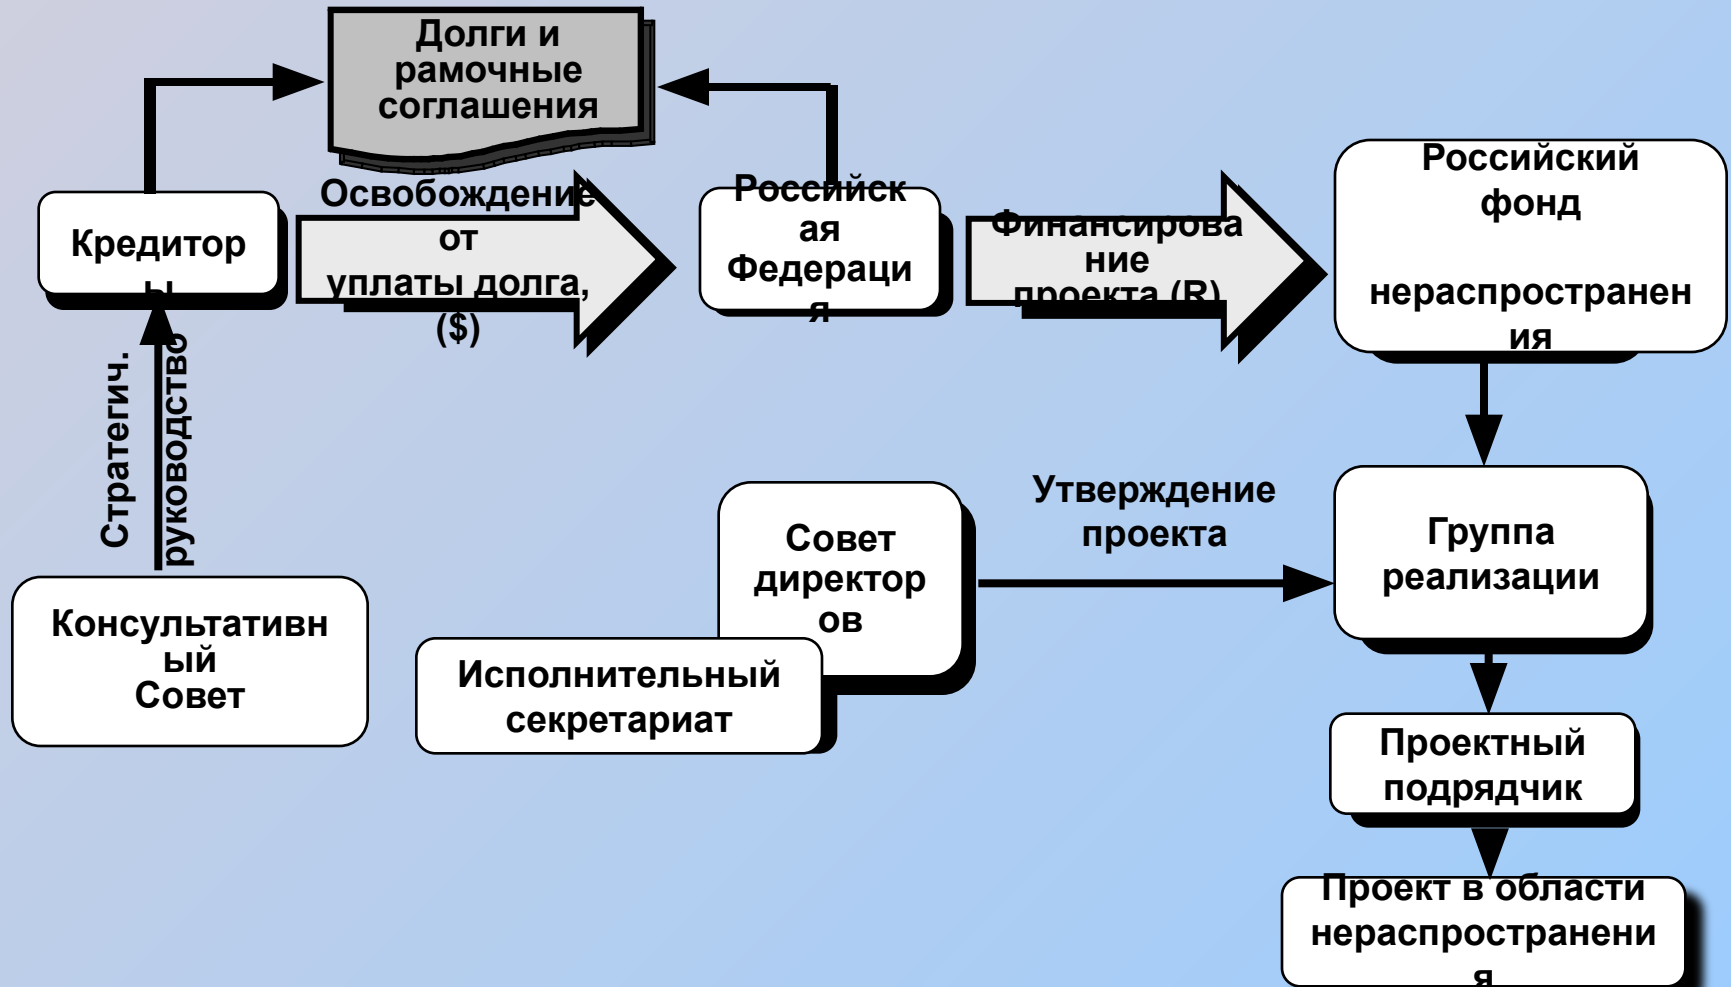 Долги и
рамочные
соглашения
Кредитор
ы
Освобождение
от
уплаты долга,
($)
Российск
ая
Федераци
я
Финансирова
ние
проекта (R)
Российский
фонд
нераспространен
ия
Стратегич.
руководство
Консультативн
ый
Совет
Совет
директор
ов
Исполнительный
секретариат
Утверждение
проекта
Группа
реализации
Проектный
подрядчик
Проект в области
нераспространени
я